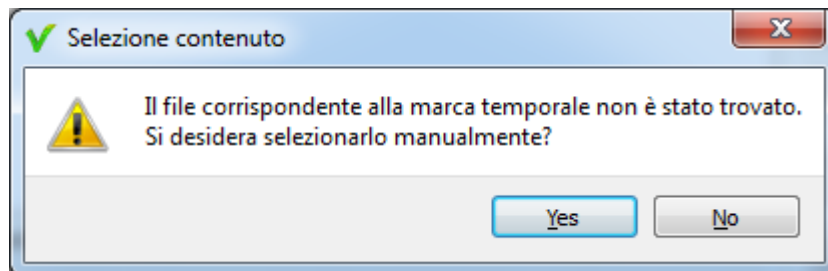 Selezione contenuto
Il file corrispondente alla marca temporale non è stato trovato.
Si desidera selezionarlo manualmente?
Yes
No